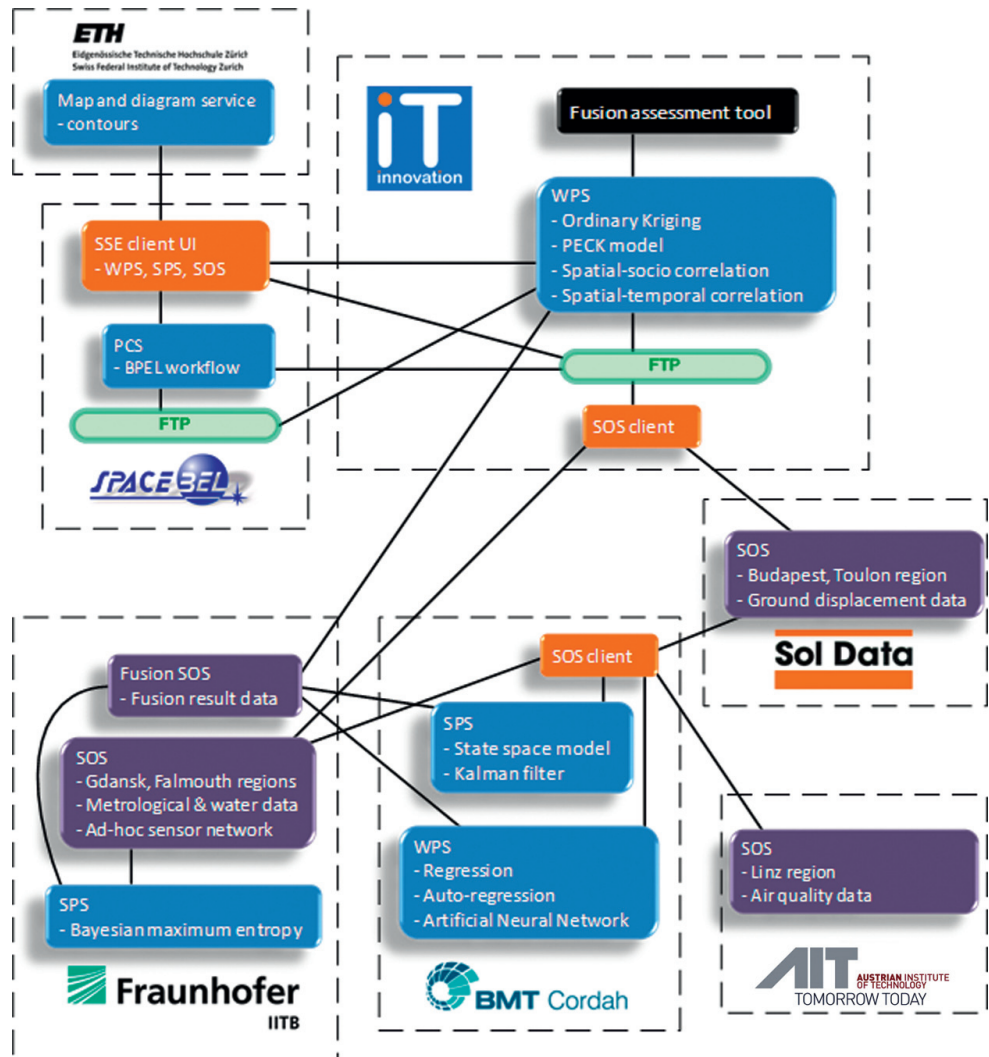 ETH
Eidgenössische Technische Hochschule Zürich
Swiss Federal Institute of Technology Zurich
Map and diagram service
- contours
iT
innovation
Fusion assessment tool
WPS
- Ordinary Kriging
- PECK model
- Spatial-socio correlation
- Spatial-temporal correlation
SSE client UI
- WPS, SPS, SOS
PCS
- BPEL workflow
FTP
SPACEBEL
FTP
SOS client
SOS
- Budapest, Toulon region
- Ground displacement data
Sol Data
Fusion SOS
- Fusion result data
SOS
- Gdansk, Falmouth regions
- Metrological & water data
- Ad-hoc sensor network
SPS
- Bayesian maximum entropy
Fraunhofer
IITB
SOS client
SPS
- State space model
- Kalman filter
WPS
- Regression
- Auto-regression
- Artificial Neural Network
BMT Cordah
SOS
- Linz region
- Air quality data
AIT
AUSTRIAN INSTITUTE
OF TECHNOLOGY
TOMORROW TODAY